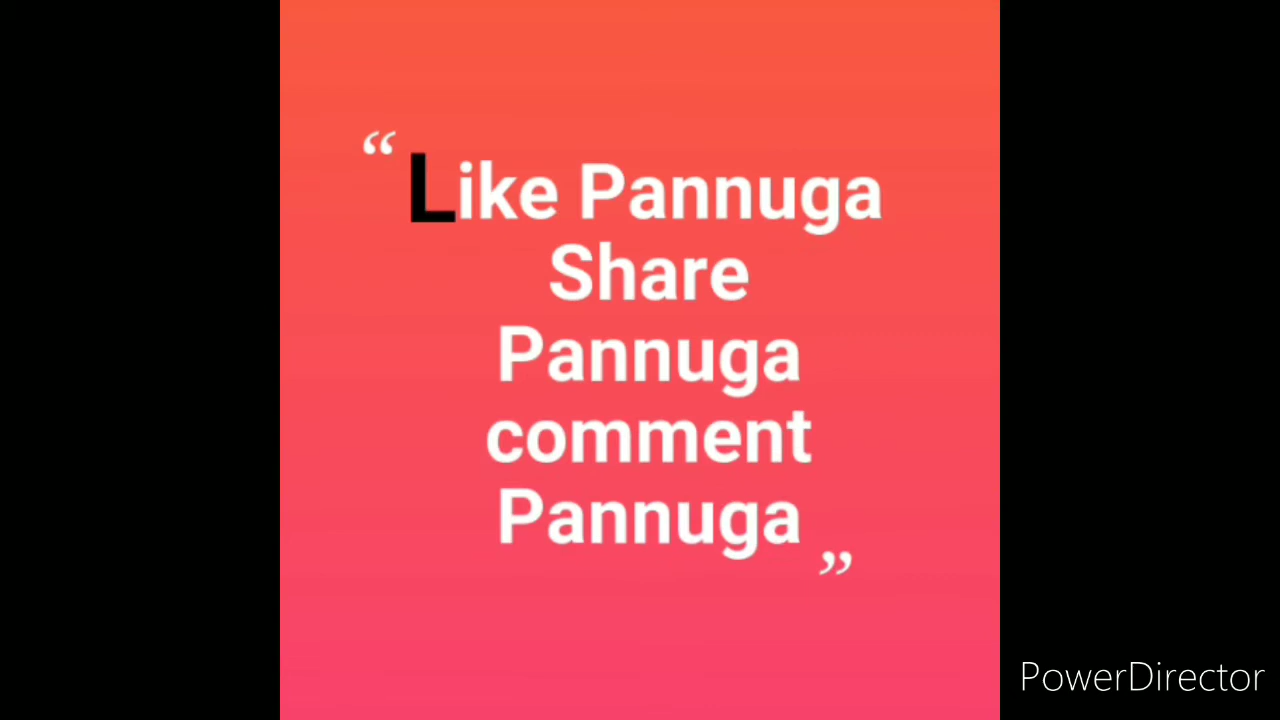 “ Like Pannuga
Share
Pannuga
comment
Pannuga ”
PowerDirector